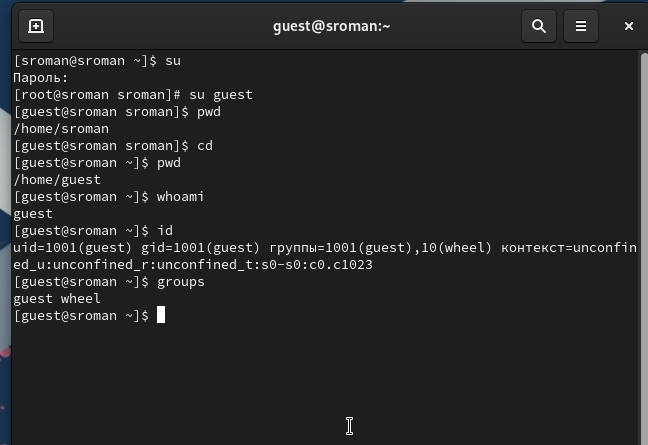 guest@sroman:~
[sroman@sroman ~]$ su
Пароль:
[root@sroman sroman]# su guest
[guest@sroman sroman]$ pwd
/home/sroman
[guest@sroman sroman]$ cd
[guest@sroman ~]$ pwd
/home/guest
[guest@sroman ~]$ whoami
guest
[guest@sroman ~]$ id
uid=1001(guest) gid=1001(guest) группы=1001(guest),10(wheel) контекст=unconfin
ed_u:unconfined_r:unconfined_t:s0-s0:c0.c1023
[guest@sroman ~]$ groups
guest wheel
[guest@sroman ~]$